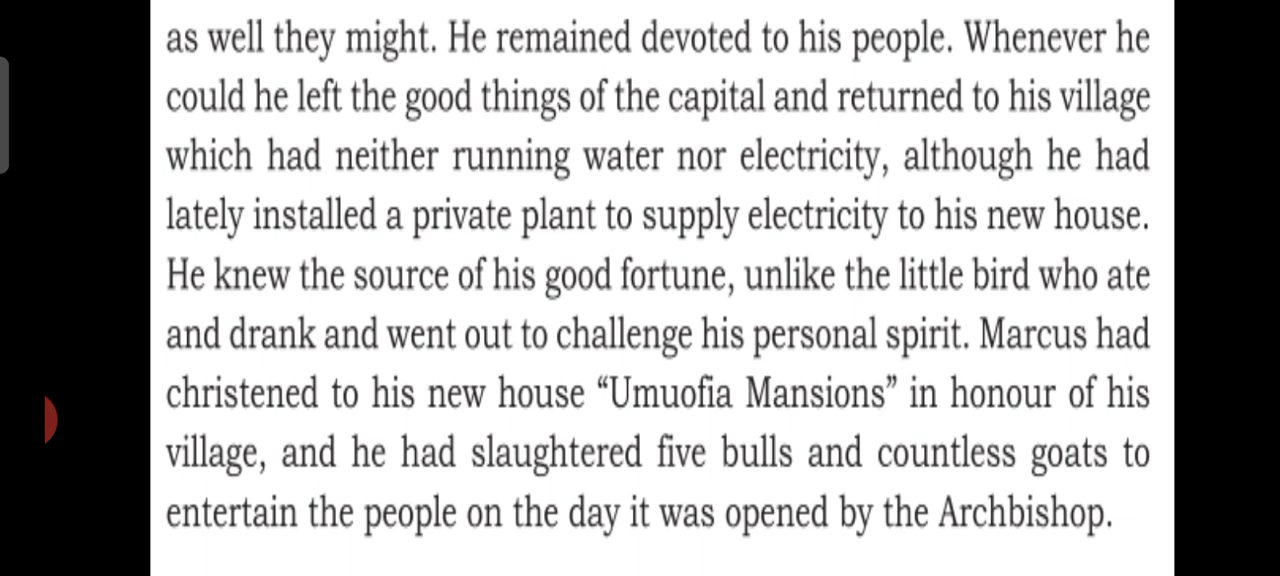 as well they might. He remained devoted to his people. Whenever he
could he left the good things of the capital and returned to his village
which had neither running water nor electricity, although he had
lately installed a private plant to supply electricity to his new house.
He knew the source of his good fortune, unlike the little bird who ate
and drank and went out to challenge his personal spirit. Marcus had
christened to his new house “Umuofia Mansions” in honour of his
village, and he had slaughtered five bulls and countless goats to
entertain the people on the day it was opened by the Archbishop.